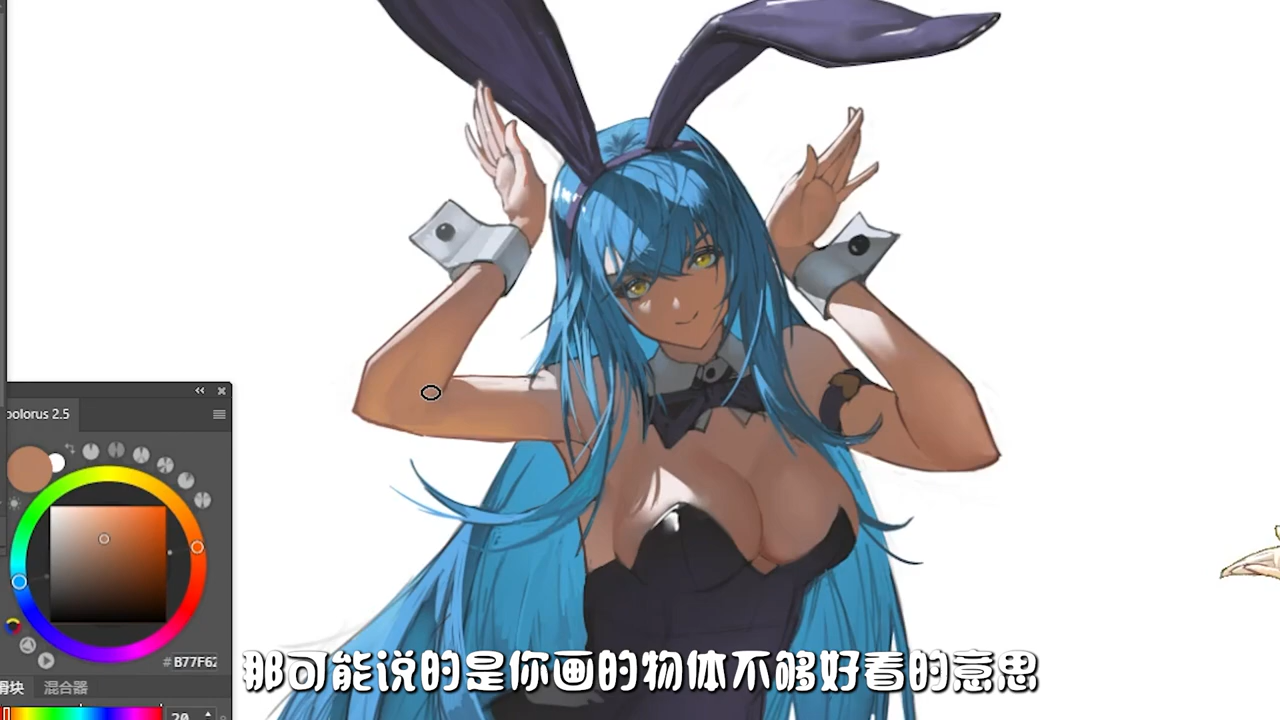 olorus 2.5
#B77F62
滑块 混合器
20
那可能说的是你画的物体不够好看的意思